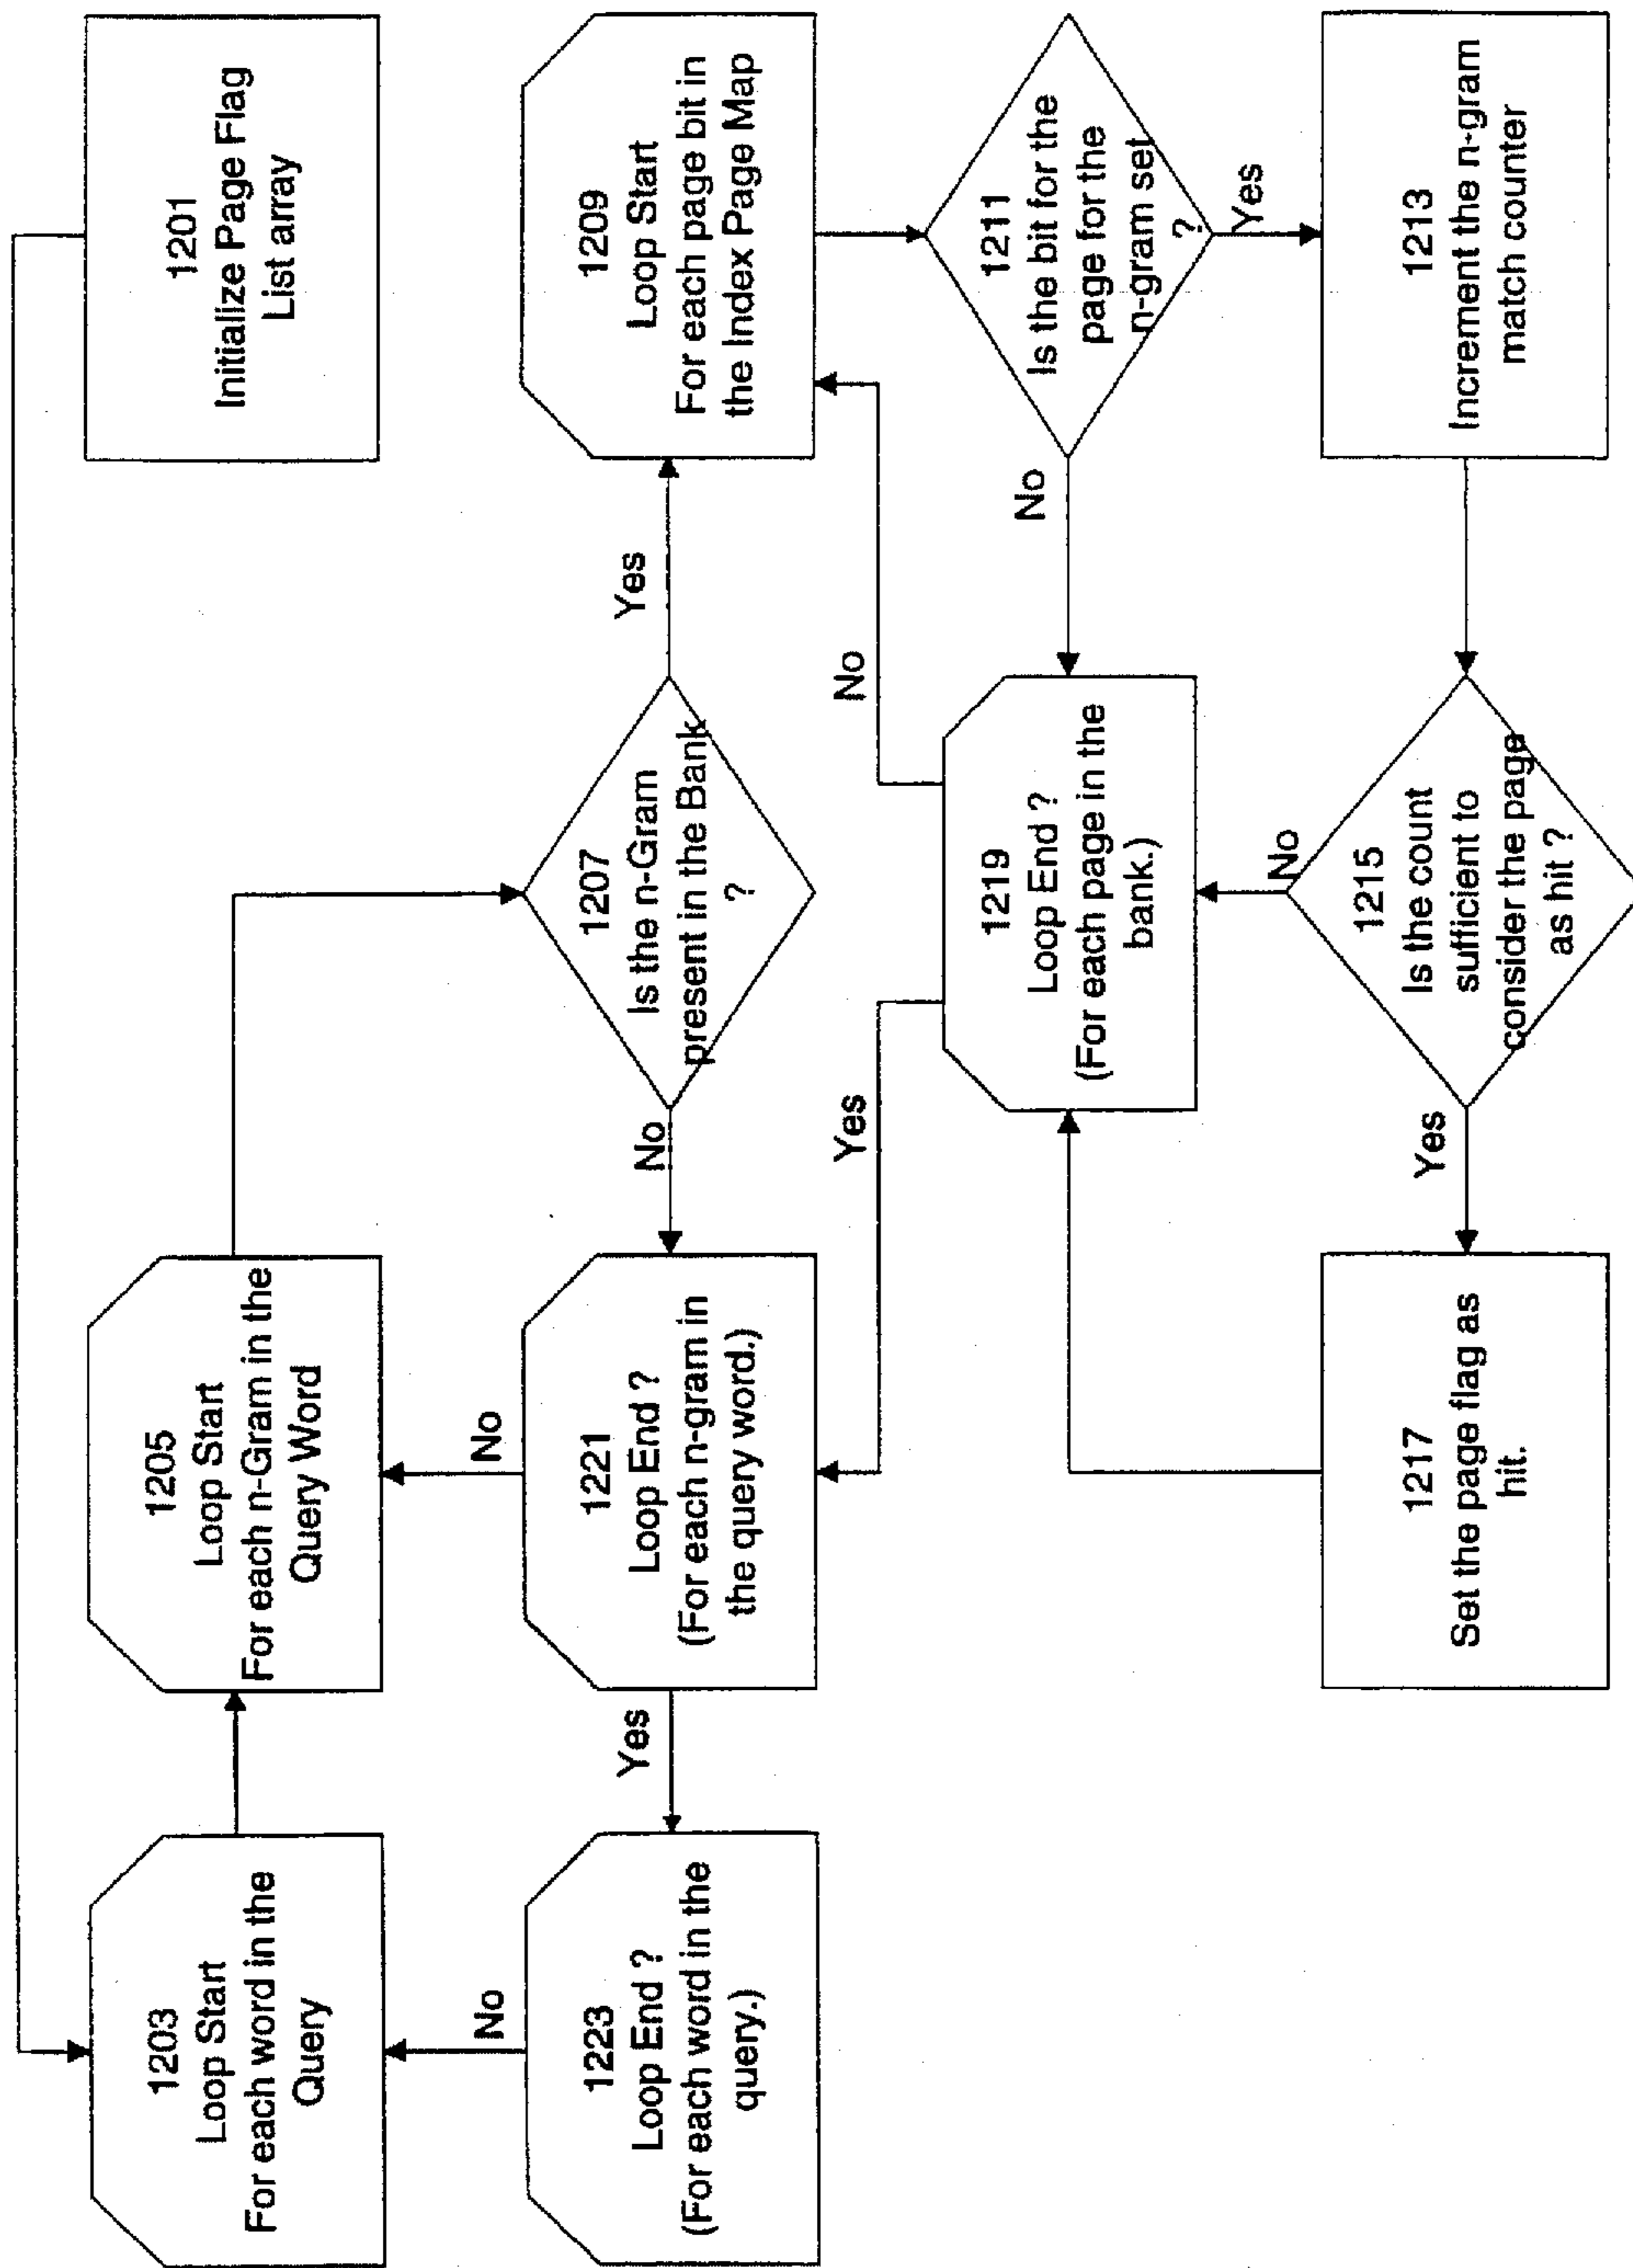 1201
Initialize Page Flag
List array
1203
Loop Start
For each word in the
Query
1205
Loop Start
For each n-Gram in the
Query Word
1207
Is the n-Gram
present in the Bank
?
Yes
No
1209
Loop Start
For each page bit in
the Index Page Map
1211
Is the bit for the
page for the
n-gram set
?
Yes
No
1213
Increment the n-gram
match counter
1215
Is the count
sufficient to
consider the page
as hit ?
Yes
No
1217
Set the page flag as
hit.
1219
Loop End ?
(For each page in the
bank.)
No
Yes
1221
Loop End ?
(For each n-gram in
the query word.)
No
Yes
1223
Loop End ?
(For each word in the
query.)
No